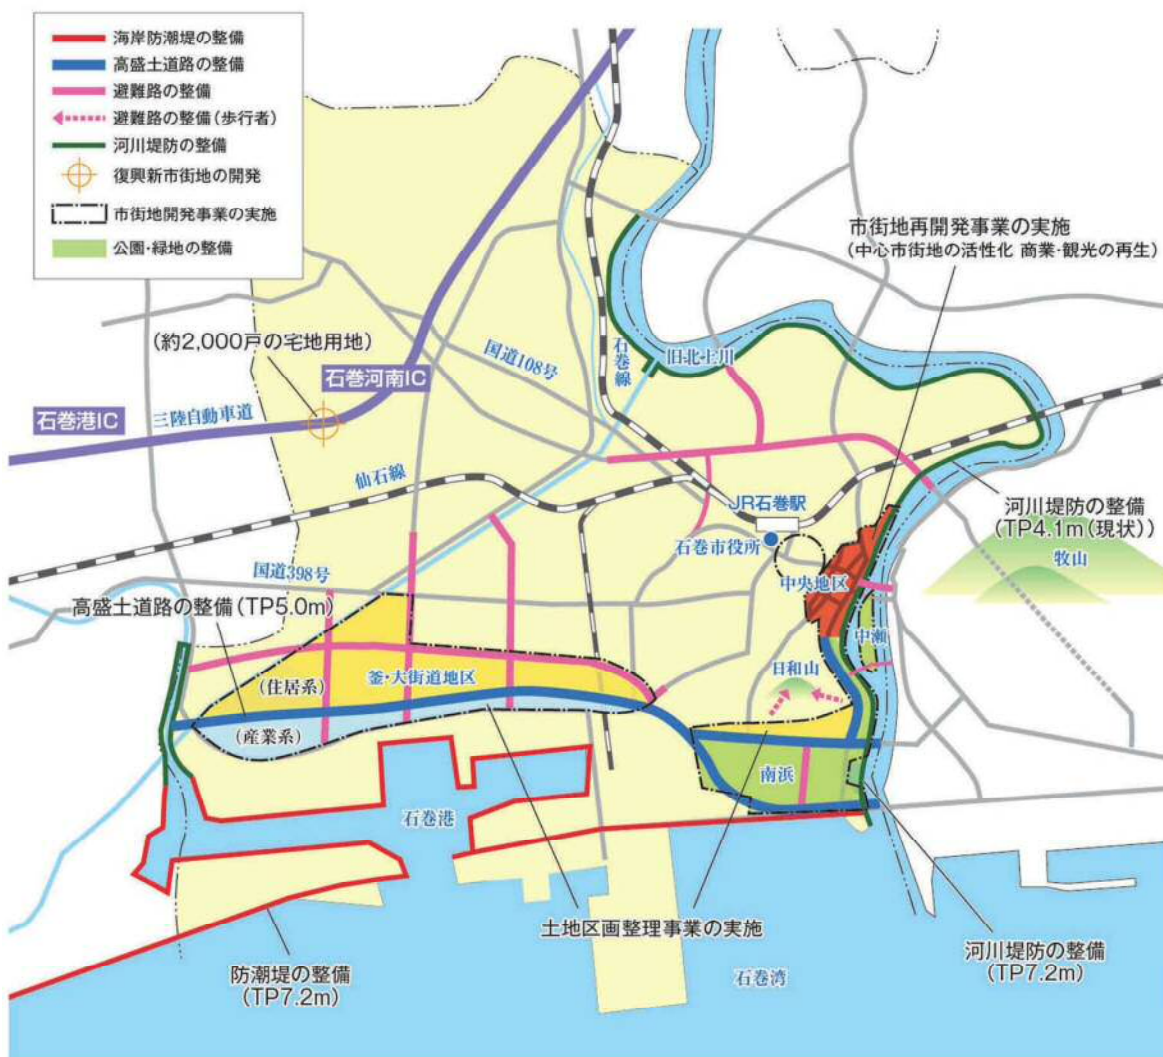 海岸防潮堤の整備
高盛土道路の整備
避難路の整備
避難路の整備(歩行者)
河川堤防の整備
復興新市街地の開発
市街地開発事業の実施
公園・緑地の整備
市街地再開発事業の実施
(中心市街地の活性化 商業・観光の再生)
(約2,000戸の宅地用地)
国道108号
石巻線
旧北上川
石巻河南IC
石巻港IC
三陸自動車道
仙石線
JR石巻駅
河川堤防の整備
(TP4.1m(現状))
石巻市役所
牧山
国道398号
中央地区
高盛土道路の整備(TP5.0m)
中瀬
日和山
(住居系)
釜・大街道地区
(産業系)
南浜
石巻港
土地区画整理事業の実施
防潮堤の整備
(TP7.2m)
河川堤防の整備
(TP7.2m)
石巻湾